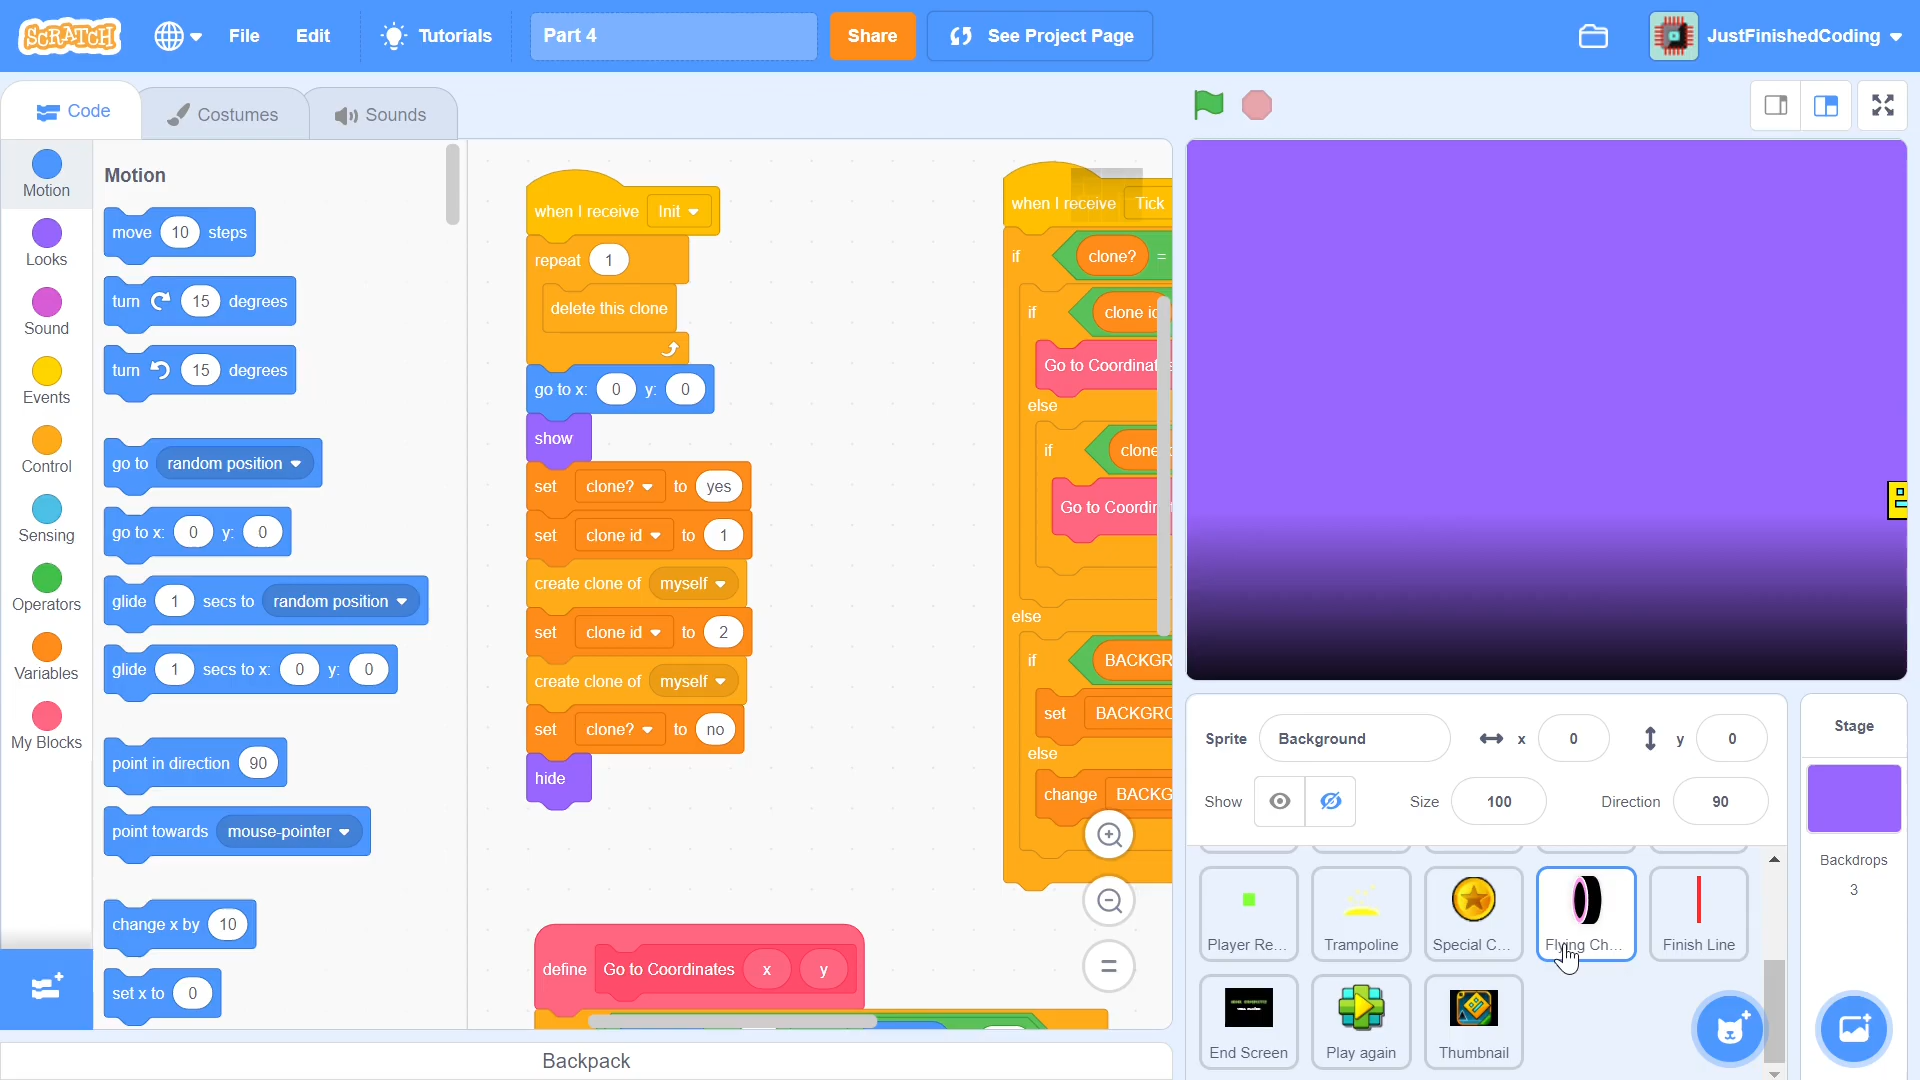 SCRATCH
File
Edit
Tutorials
Part 4
Share
See Project Page
JustFinishedCoding
Code
Costumes
Sounds
Motion
Looks
Sound
Events
Control
Sensing
Operators
Variables
My Blocks
Motion
move 10 steps
turn 15 degrees
turn 15 degrees
go to random position
go to x: 0 y: 0
glide 1 secs to random position
glide 1 secs to x: 0 y: 0
point in direction 90
point towards mouse-pointer
change x by 10
set x to 0
when I receive Init
repeat 1
delete this clone
go to x: 0 y: 0
show
set clone? to yes
set clone id to 1
create clone of myself
set clone id to 2
create clone of myself
set clone? to no
hide
define Go to Coordinates x y
when I receive Tick
if clone? =
if clone id
Go to Coordinates
else
if clone
Go to Coordin
else
if BACKGR
set BACKGRO
else
change BACKG
Backpack
Sprite Background x 0 y 0
Show Size 100 Direction 90
Player Re...
Trampoline
Special C...
Flying Ch...
Finish Line
End Screen
Play again
Thumbnail
Stage
Backdrops
3